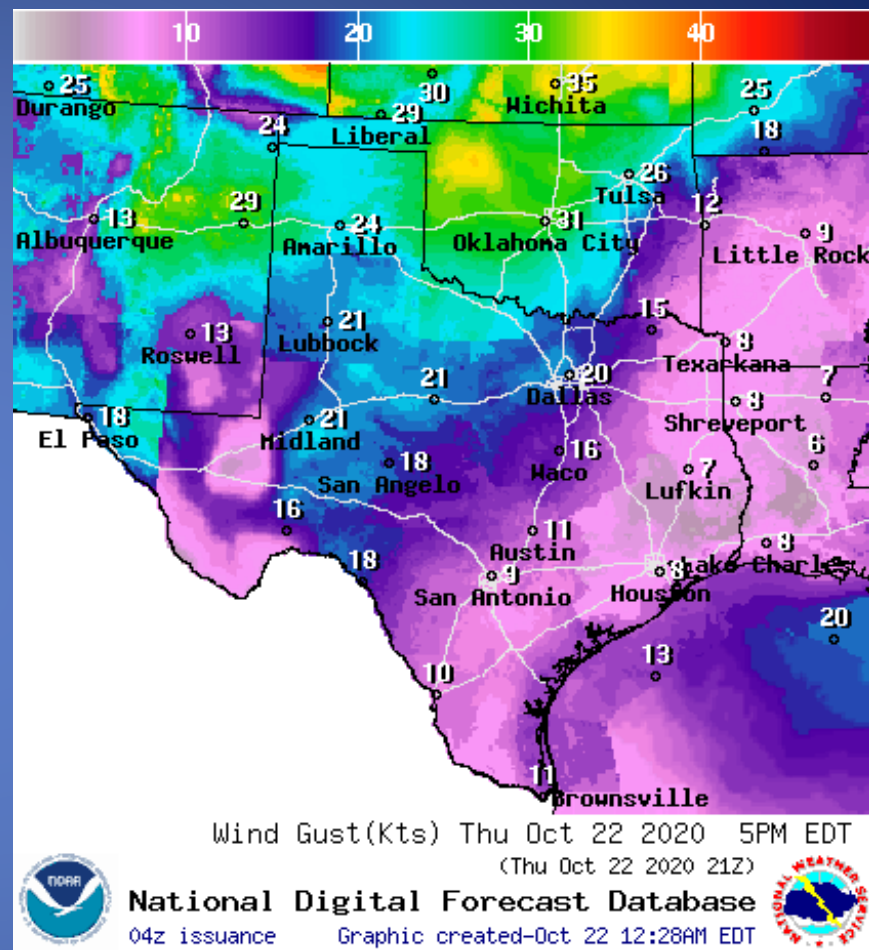 10 20 30 40
25 30 35 25
Durango 29 Wichita
24 Liberal 18
26
Tulsa
13 29 24 31 12 9
Albuquerque Amarillo Oklahoma City Little Rock
13 21 15 8
Roswell Lubbock Texarkana
21 20 7
Dallas 8
18 21 Shreveport
El Paso Midland
18 16 7 6
San Angelo Waco Lufkin
16 11
Austin 8
18 9 8 Lake Charles
San Antonio Houston
20
10 13
11
Brownsville
Wind Gust(Kts) Thu Oct 22 2020 5PM EDT
(Thu Oct 22 2020 21Z)
NOAA
National Digital Forecast Database
04z issuance Graphic created-Oct 22 12:28AM EDT
NATIONAL WEATHER SERVICE